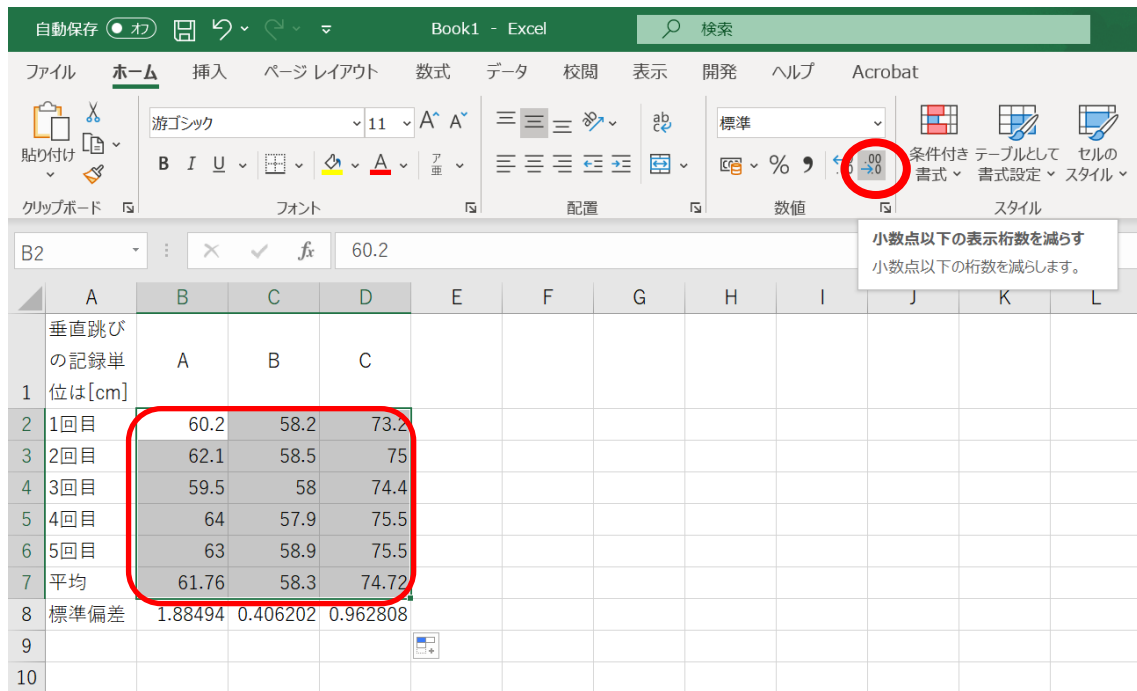 自動保存 オフ Book1 - Excel 検索
ファイル ホーム 挿入 ページ レイアウト 数式 データ 校閲 表示 開発 ヘルプ Acrobat
貼り付け
游ゴシック 11 A A
B I U A ア亜
ab
標準
% 9
.00
→.0
条件付き
書式
テーブルとして
書式設定
セルの
スタイル
クリップボード フォント 配置 数値 スタイル
小数点以下の表示桁数を減らす
小数点以下の桁数を減らします。
B2 fx 60.2
A B C D E F G H I J K L
垂直跳び
の記録単
1 位は[cm] A B C
2 1回目 60.2 58.2 73.2
3 2回目 62.1 58.5 75
4 3回目 59.5 58 74.4
5 4回目 64 57.9 75.5
6 5回目 63 58.9 75.5
7 平均 61.76 58.3 74.72
8 標準偏差 1.88494 0.406202 0.962808
9
10